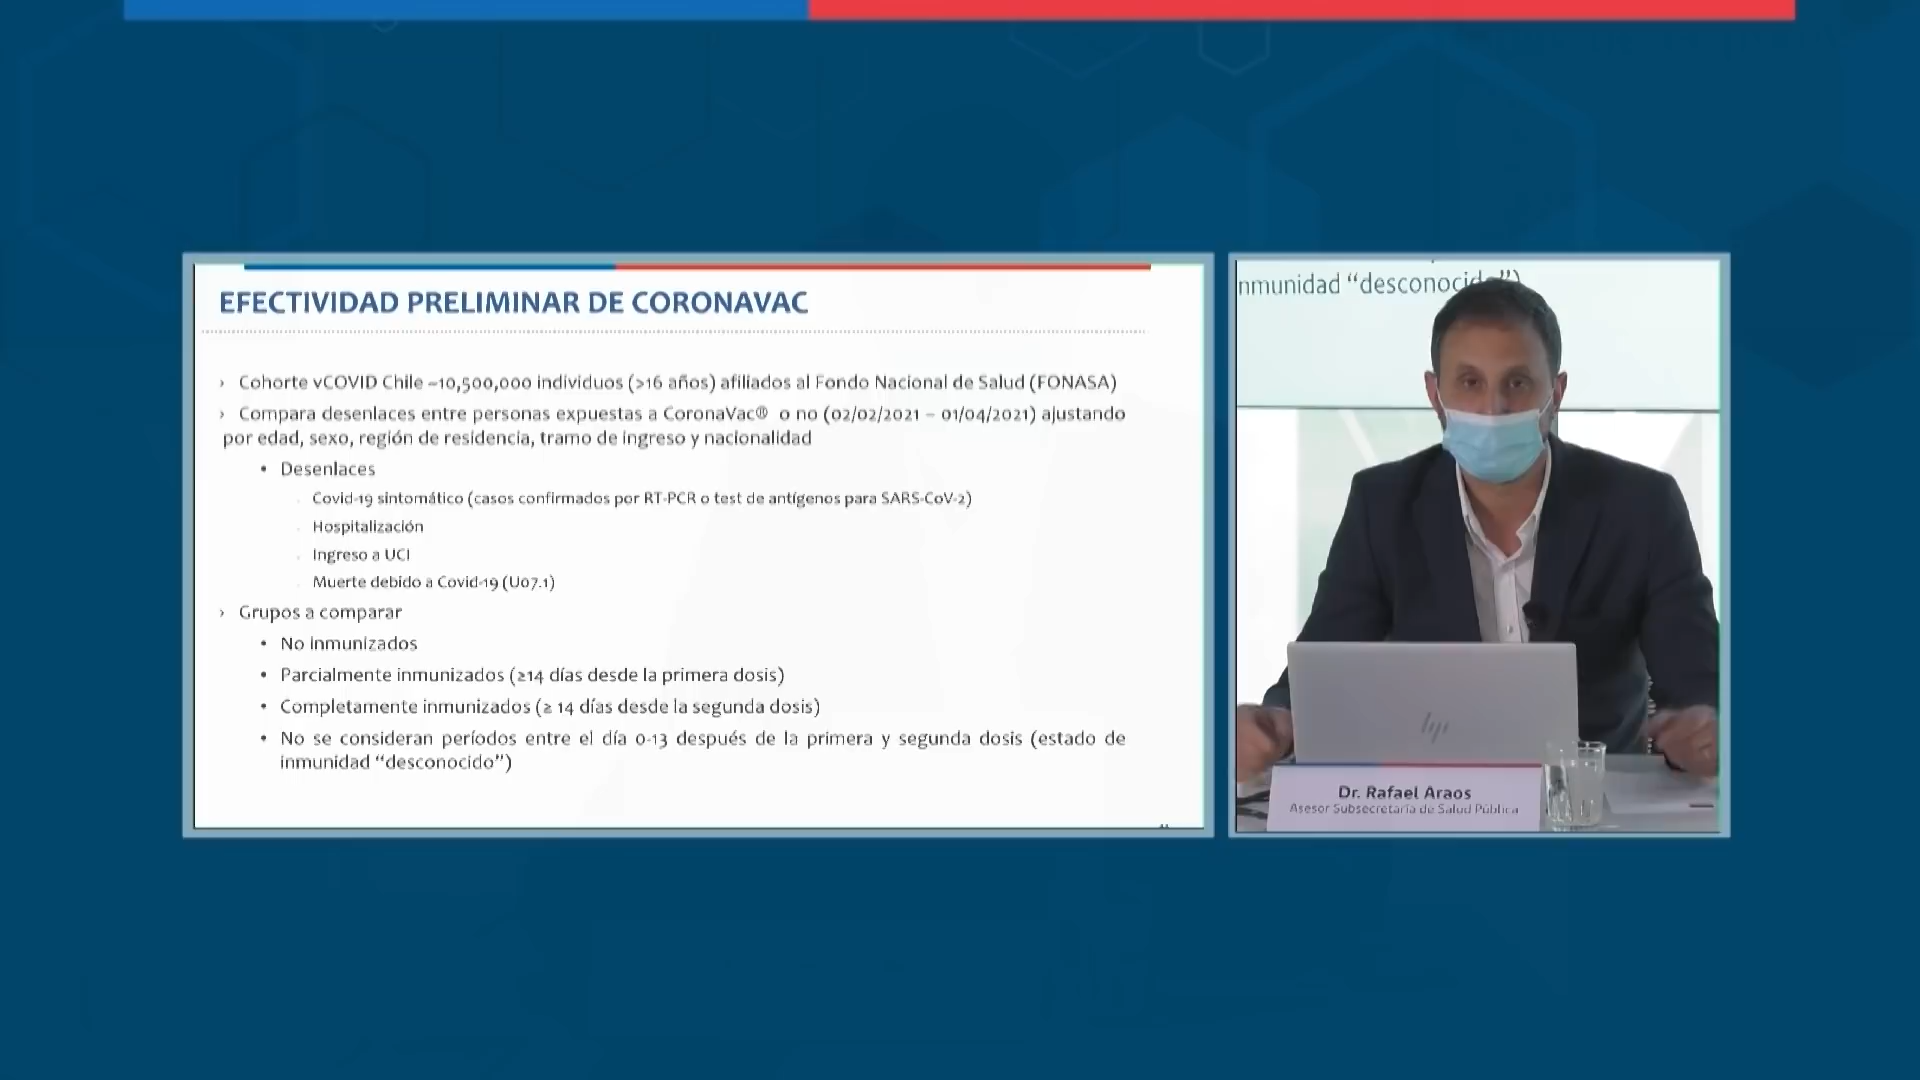 EFECTIVIDAD PRELIMINAR DE CORONAVAC
› Cohorte vCOVID Chile ~10,500,000 individuos (>16 años) afiliados al Fondo Nacional de Salud (FONASA)
› Compara desenlaces entre personas expuestas a CoronaVac® o no (02/02/2021 – 01/04/2021) ajustando
por edad, sexo, región de residencia, tramo de ingreso y nacionalidad
• Desenlaces
Covid-19 sintomático (casos confirmados por RT-PCR o test de antígenos para SARS-CoV-2)
Hospitalización
Ingreso a UCI
Muerte debido a Covid-19 (U07.1)
› Grupos a comparar
• No inmunizados
• Parcialmente inmunizados (≥14 días desde la primera dosis)
• Completamente inmunizados (≥ 14 días desde la segunda dosis)
• No se consideran períodos entre el día 0-13 después de la primera y segunda dosis (estado de
inmunidad “desconocido”)
nmunidad “desconocido”)
hp
Dr. Rafael Araos
Asesor Subsecretaría de Salud Pública